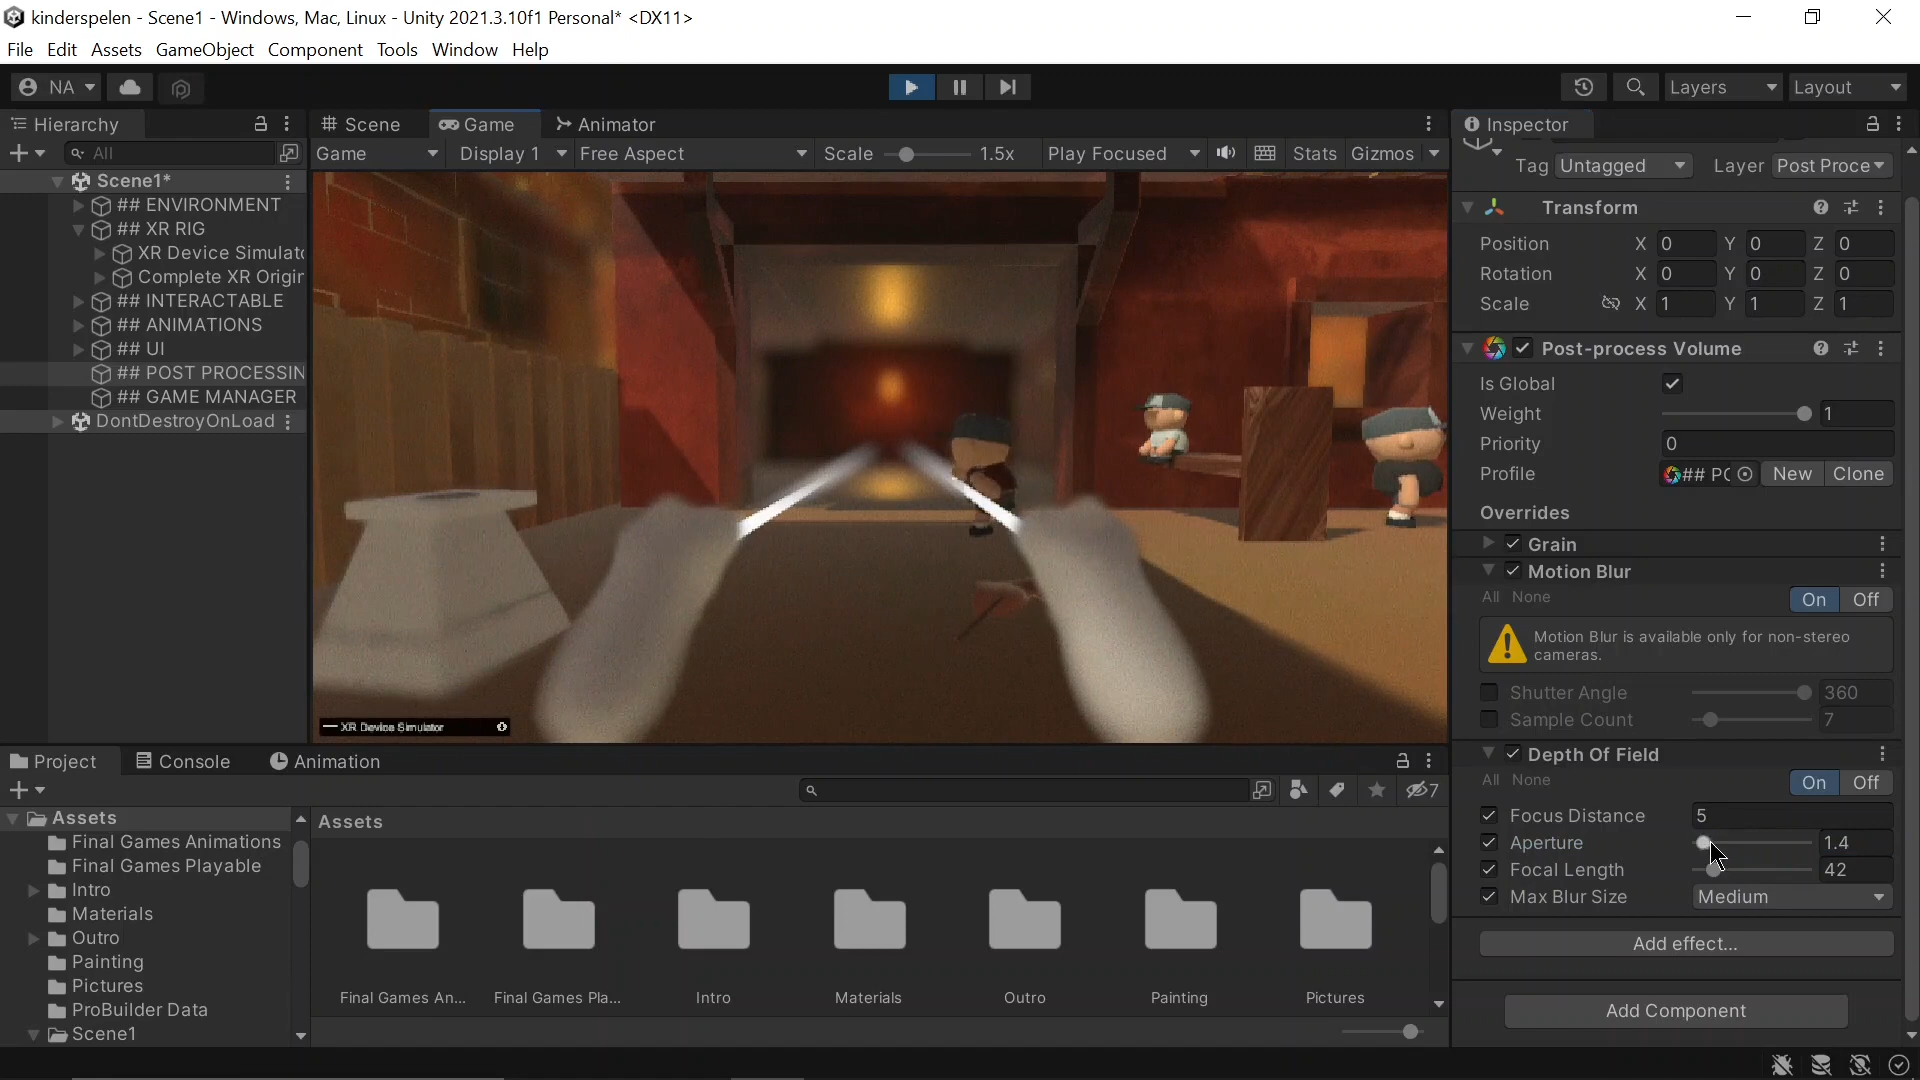 kinderspelen - Scene1 - Windows, Mac, Linux - Unity 2021.3.10f1 Personal* <DX11>
File Edit Assets GameObject Component Tools Window Help
NA
Layers
Layout
Hierarchy
Scene
Game
Animator
Inspector
All
Game
Display 1
Free Aspect
Scale
1.5x
Play Focused
Stats
Gizmos
Tag Untagged
Layer Post Proce
Scene1*
## ENVIRONMENT
## XR RIG
XR Device Simulat
Complete XR Origin
## INTERACTABLE
## ANIMATIONS
## UI
## POST PROCESSIN
## GAME MANAGER
DontDestroyOnLoad
XR Device Simulator
Transform
Position X 0 Y 0 Z 0
Rotation X 0 Y 0 Z 0
Scale X 1 Y 1 Z 1
Post-process Volume
Is Global
Weight 1
Priority 0
Profile ## PO New Clone
Overrides
Grain
Motion Blur
All None On Off
Motion Blur is available only for non-stereo
cameras.
Shutter Angle 360
Sample Count 7
Depth Of Field
All None On Off
Focus Distance 5
Aperture 1.4
Focal Length 42
Max Blur Size Medium
Add effect...
Add Component
Project
Console
Animation
7
Assets
Final Games Animations
Final Games Playable
Intro
Materials
Outro
Painting
Pictures
ProBuilder Data
Scene1
Assets
Final Games An...
Final Games Pla...
Intro
Materials
Outro
Painting
Pictures